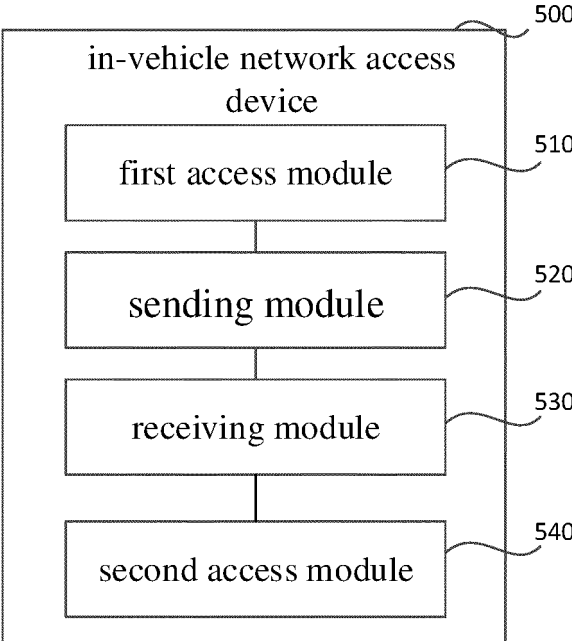 500
in-vehicle network access
device
510
first access module
520
sending module
530
receiving module
540
second access module